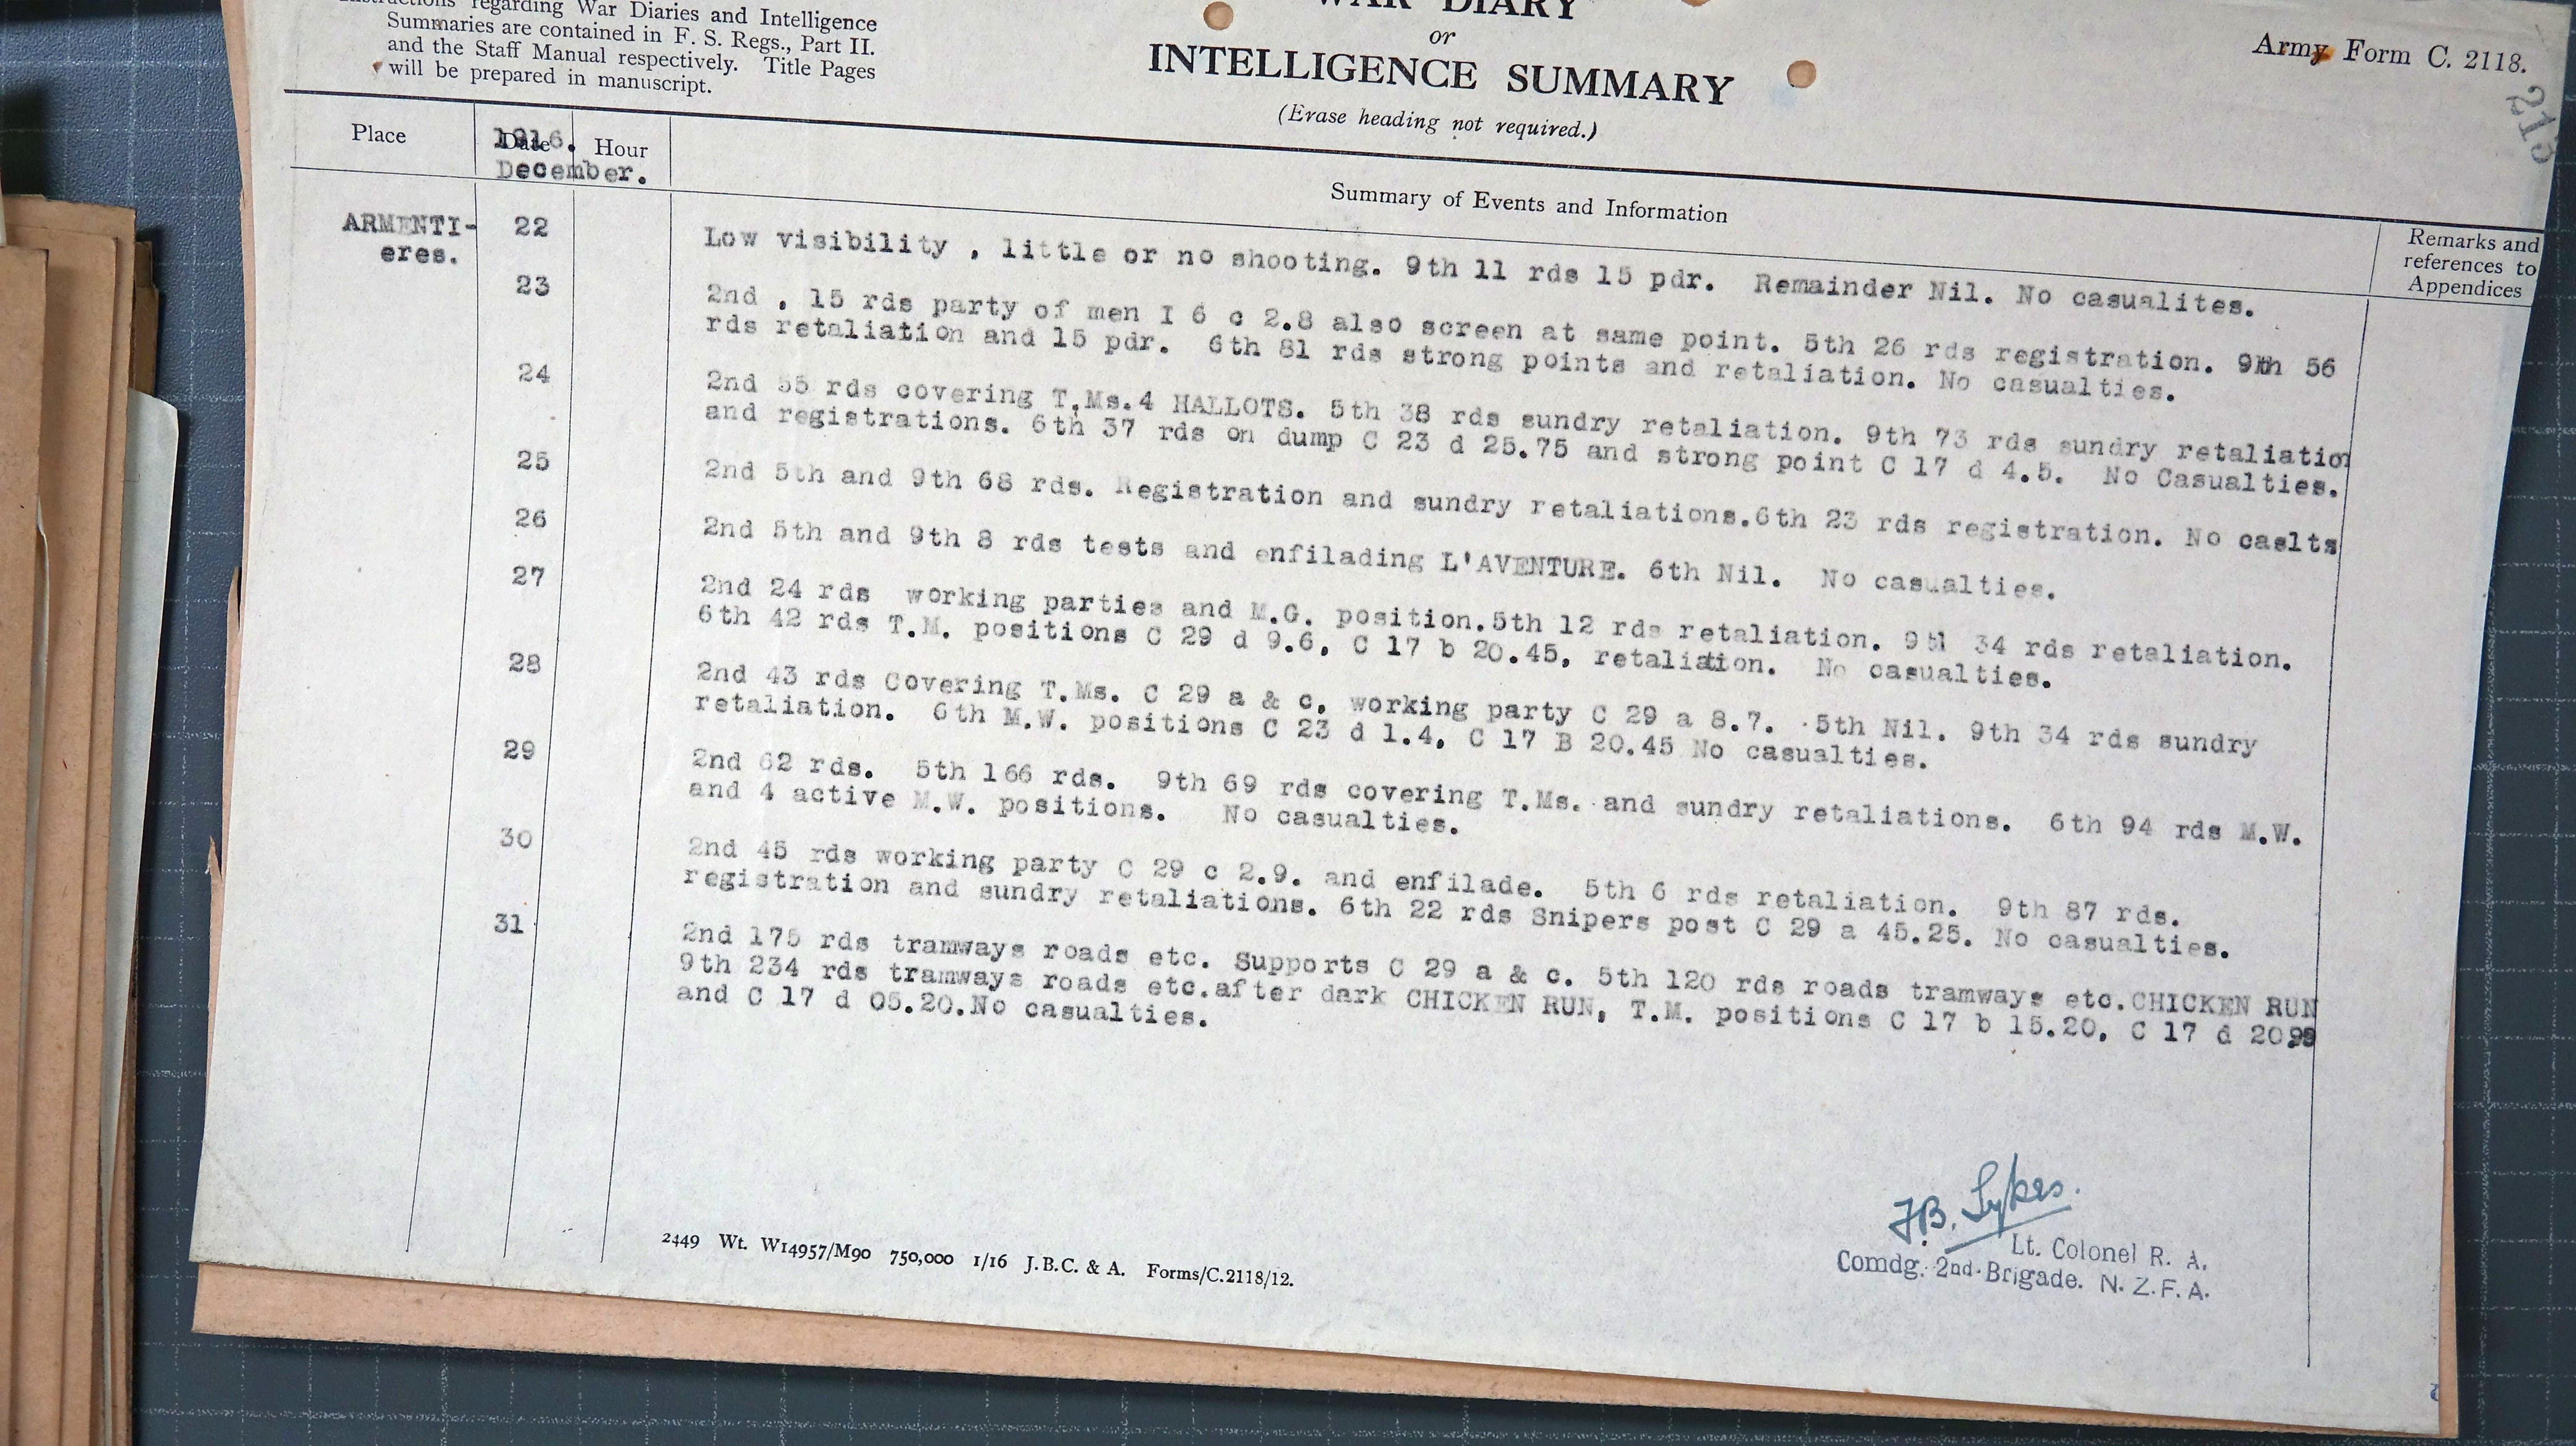 Instructions regarding War Diaries and Intelligence
Summaries are contained in F. S. Regs., Part II.
and the Staff Manual respectively. Title Pages
will be prepared in manuscript.
WAR DIARY
or
INTELLIGENCE SUMMARY
(Erase heading not required.)
Army Form C. 2118.
213
Place
Date
1916.
December.
Hour
Summary of Events and Information
Remarks and
references to
Appendices
ARMENTI-
eres.
22
Low visibility , little or no shooting. 9th 11 rds 15 pdr. Remainder Nil. No casualites.
23
2nd , 15 rds party of men I 6 c 2.8 also screen at same point. 5th 26 rds registration. 9th 56
rds retaliation and 15 pdr. 6th 81 rds strong points and retaliation. No casualties.
24
2nd 55 rds covering T.Ms.4 HALLOTS. 5th 38 rds sundry retaliation. 9th 73 rds sundry retaliation
and registrations. 6th 37 rds on dump C 23 d 25.75 and strong point C 17 d 4.5. No Casualties.
25
2nd 5th and 9th 68 rds. Registration and sundry retaliations.6th 23 rds registration. No caslts
26
2nd 5th and 9th 8 rds tests and enfilading L'AVENTURE. 6th Nil. No casualties.
27
2nd 24 rds working parties and M.G. position.5th 12 rds retaliation. 34 rds retaliation.
6th 42 rds T.M. positions C 29 d 9.6, C 17 b 20.45, retaliation. No casualties.
28
2nd 43 rds Covering T.Ms. C 29 a & c, working party C 29 a 8.7. 5th Nil. 9th 34 rds sundry
retaliation. 6th M.W. positions C 23 d 1.4, C 17 B 20.45 No casualties.
29
2nd 62 rds. 5th 166 rds. 9th 69 rds covering T.Ms. and sundry retaliations. 6th 94 rds M.W.
and 4 active M.W. positions. No casualties.
30
2nd 45 rds working party C 29 c 2.9. and enfilade. 5th 6 rds retaliation. 9th 87 rds.
registration and sundry retaliations. 6th 22 rds Snipers post C 29 a 45.25. No casualties.
31
2nd 175 rds tramways roads etc. Supports C 29 a & c. 5th 120 rds roads tramways etc.CHICKEN RUN
9th 234 rds tramways roads etc.after dark CHICKEN RUN, T.M. positions C 17 b 15.20, C 17 d
and C 17 d 05.20.No casualties.
F.B. Sykes.
Lt. Colonel R. A.
Comdg. 2nd. Brigade. N. Z. F. A.
2449 Wt. W14957/M90 750,000 1/16 J.B.C. & A. Forms/C.2118/12.